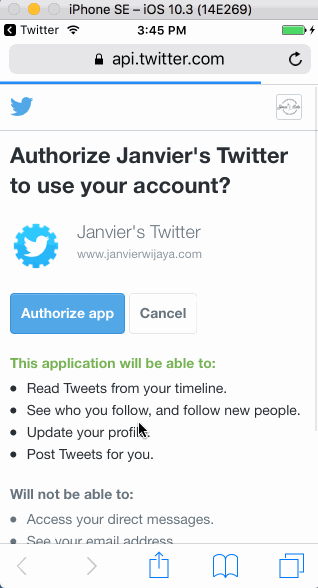 iPhone SE – iOS 10.3 (14E269)
Twitter 3:45 PM
api.twitter.com
Authorize Janvier's Twitter
to use your account?
Janvier's Twitter
www.janvierwijaya.com
Authorize app Cancel
This application will be able to:
Read Tweets from your timeline.
See who you follow, and follow new people.
Update your profile.
Post Tweets for you.
Will not be able to:
Access your direct messages.
See your email address.